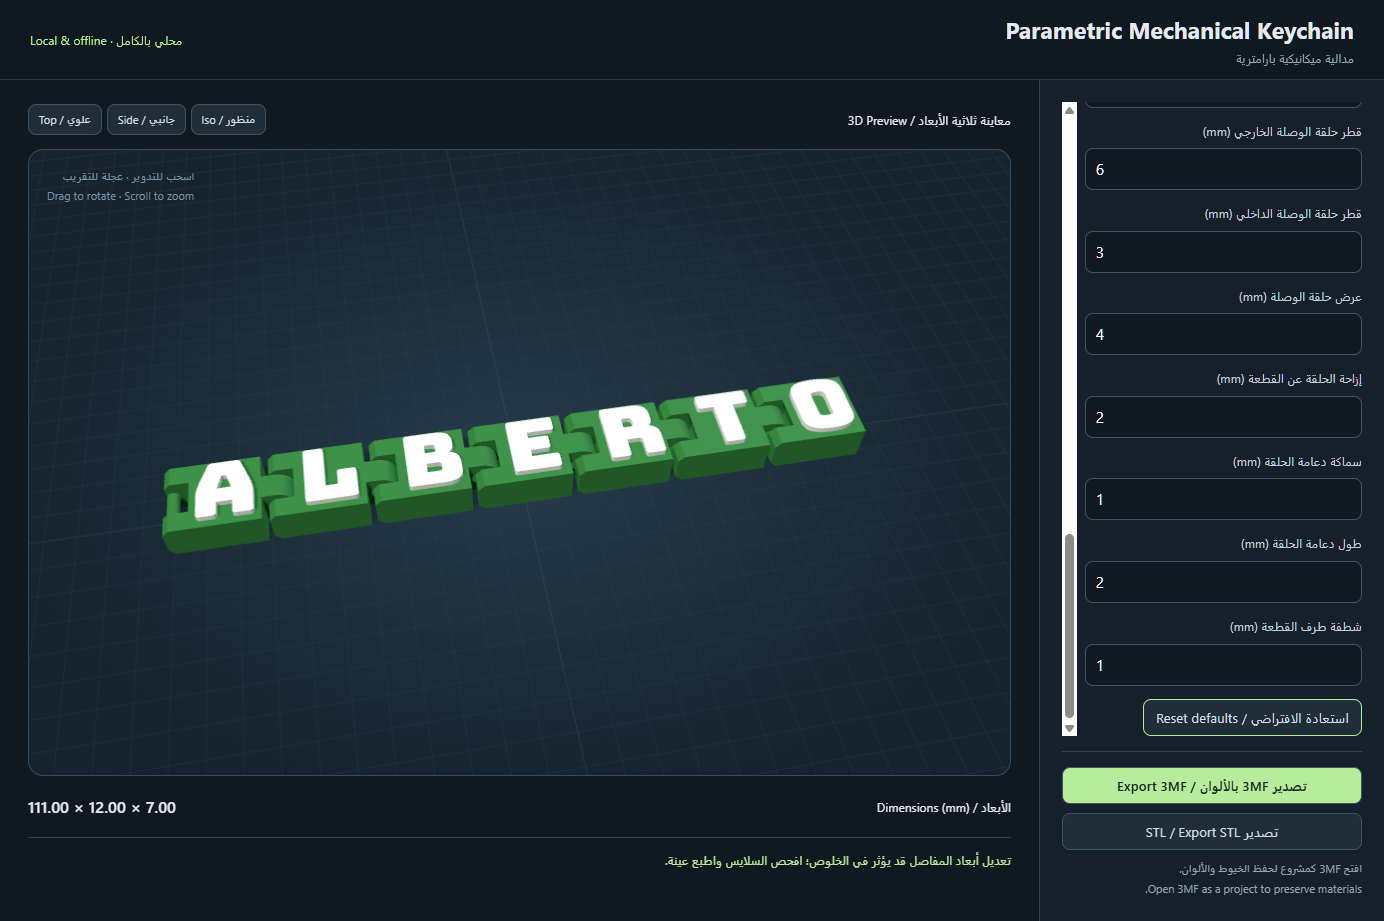 Parametric Mechanical Keychain
مدالية ميكانيكية بارامترية
Local & offline · محلي بالكامل
معاينة ثلاثية الأبعاد / 3D Preview
Top / علوي
Side / جانبي
Iso / منظور
اسحب للتدوير · عجلة للتقريب
Drag to rotate · Scroll to zoom
ALBERTO
الأبعاد / Dimensions (mm)
111.00 × 12.00 × 7.00
تعديل أبعاد المفاصل قد يؤثر في الخلوص؛ افحص السلايس واطبع عينة.
قطر حلقة الوصلة الخارجي (mm)
6
قطر حلقة الوصلة الداخلي (mm)
3
عرض حلقة الوصلة (mm)
4
إزاحة الحلقة عن القطعة (mm)
2
سماكة دعامة الحلقة (mm)
1
طول دعامة الحلقة (mm)
2
شطفة طرف القطعة (mm)
1
استعادة الافتراضي / Reset defaults
تصدير 3MF بالألوان / Export 3MF
تصدير STL / Export STL
افتح 3MF كمشروع لحفظ الخيوط والألوان.
Open 3MF as a project to preserve materials.